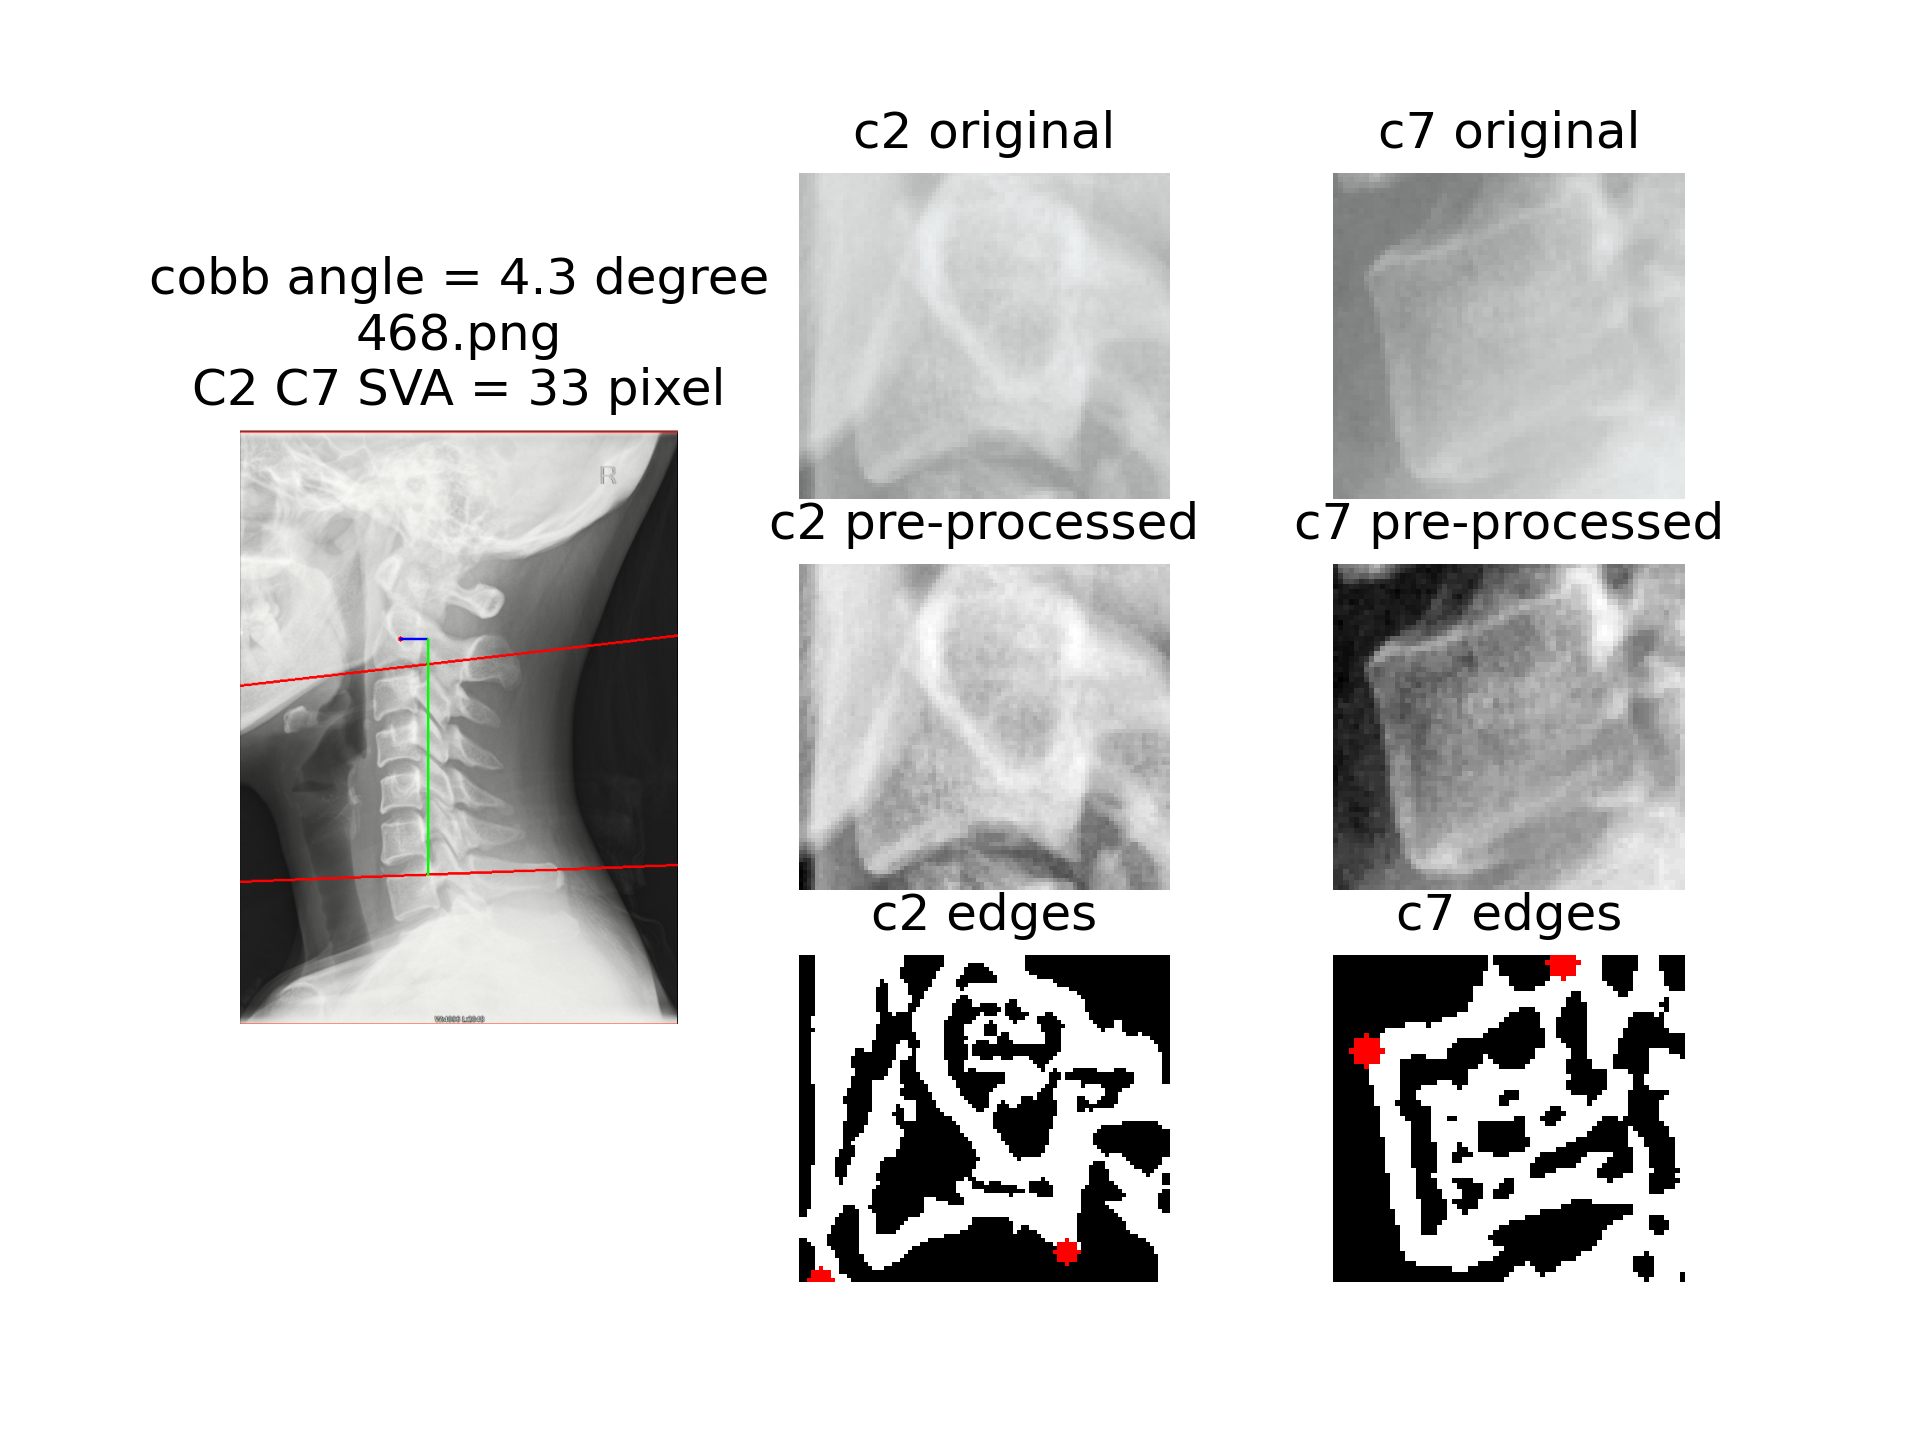 cobb angle = 4.3 degree
468.png
C2 C7 SVA = 33 pixel
R
c2 original
c7 original
c2 pre-processed
c7 pre-processed
c2 edges
c7 edges